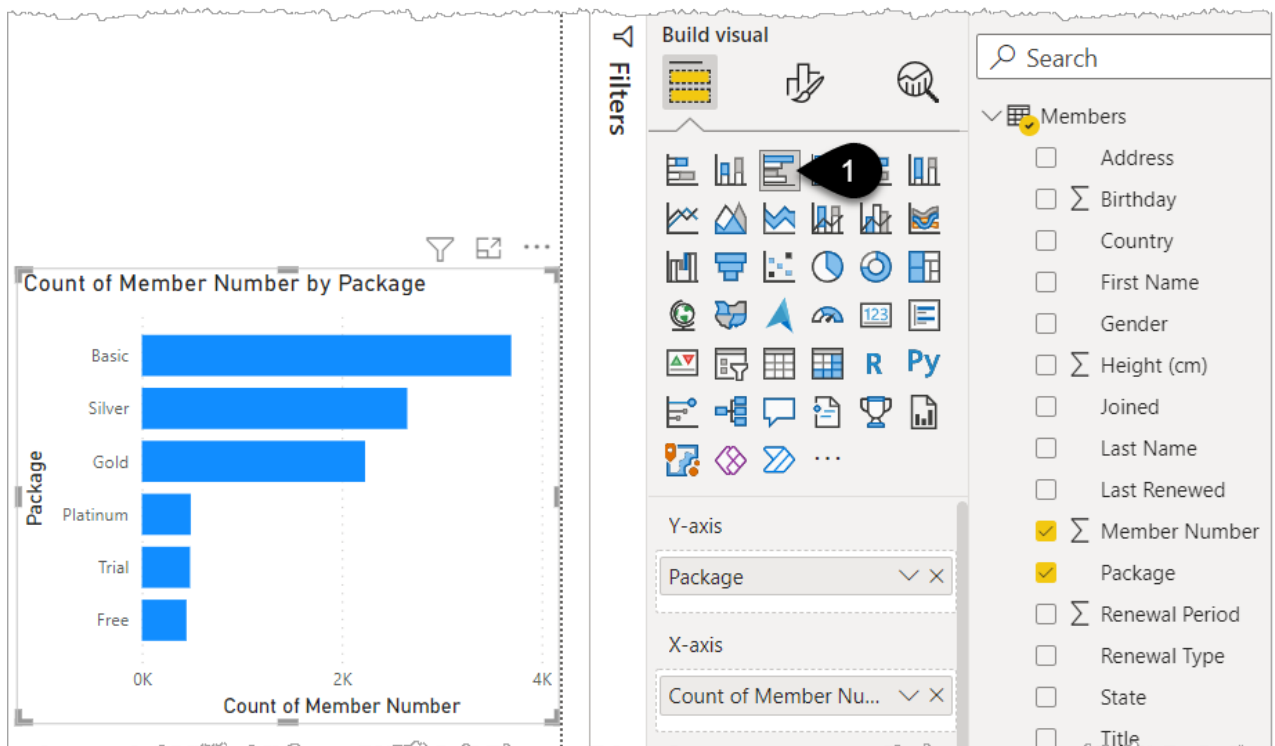 Count of Member Number by Package
Package
Basic
Silver
Gold
Platinum
Trial
Free
0K
2K
4K
Count of Member Number
Filters
Build visual
1
123
R
Py
Y-axis
Package
X-axis
Count of Member Nu...
Search
Members
Address
Σ Birthday
Country
First Name
Gender
Σ Height (cm)
Joined
Last Name
Last Renewed
Σ Member Number
Package
Σ Renewal Period
Renewal Type
State
Title